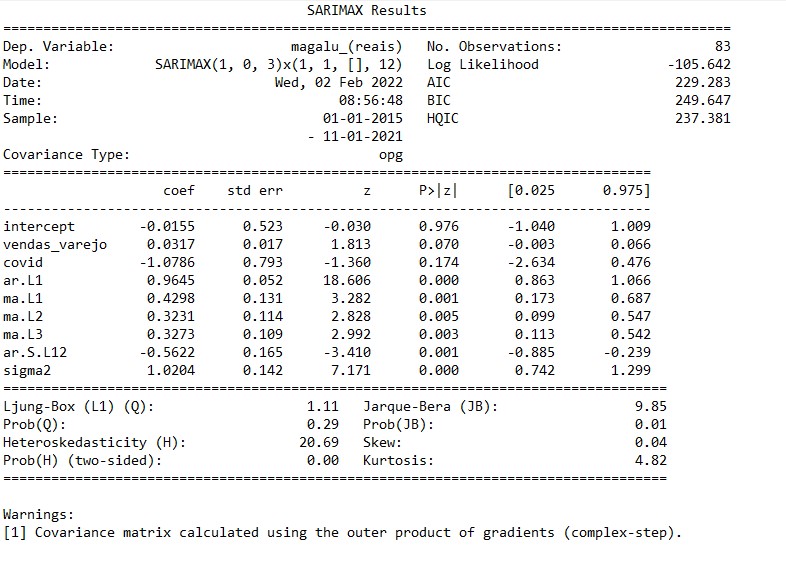 SARIMAX Results
==========================================================================================
Dep. Variable: magalu_(reais) No. Observations: 83
Model: SARIMAX(1, 0, 3)x(1, 1, [], 12) Log Likelihood -105.642
Date: Wed, 02 Feb 2022 AIC 229.283
Time: 08:56:48 BIC 249.647
Sample: 01-01-2015 HQIC 237.381
- 11-01-2021
Covariance Type: opg
=================================================================================
coef std err z P>|z| [0.025 0.975]
---------------------------------------------------------------------------------
intercept -0.0155 0.523 -0.030 0.976 -1.040 1.009
vendas_varejo 0.0317 0.017 1.813 0.070 -0.003 0.066
covid -1.0786 0.793 -1.360 0.174 -2.634 0.476
ar.L1 0.9645 0.052 18.606 0.000 0.863 1.066
ma.L1 0.4298 0.131 3.282 0.001 0.173 0.687
ma.L2 0.3231 0.114 2.828 0.005 0.099 0.547
ma.L3 0.3273 0.109 2.992 0.003 0.113 0.542
ar.S.L12 -0.5622 0.165 -3.410 0.001 -0.885 -0.239
sigma2 1.0204 0.142 7.171 0.000 0.742 1.299
===================================================================================
Ljung-Box (L1) (Q): 1.11 Jarque-Bera (JB): 9.85
Prob(Q): 0.29 Prob(JB): 0.01
Heteroskedasticity (H): 20.69 Skew: 0.04
Prob(H) (two-sided): 0.00 Kurtosis: 4.82
===================================================================================
Warnings:
[1] Covariance matrix calculated using the outer product of gradients (complex-step).